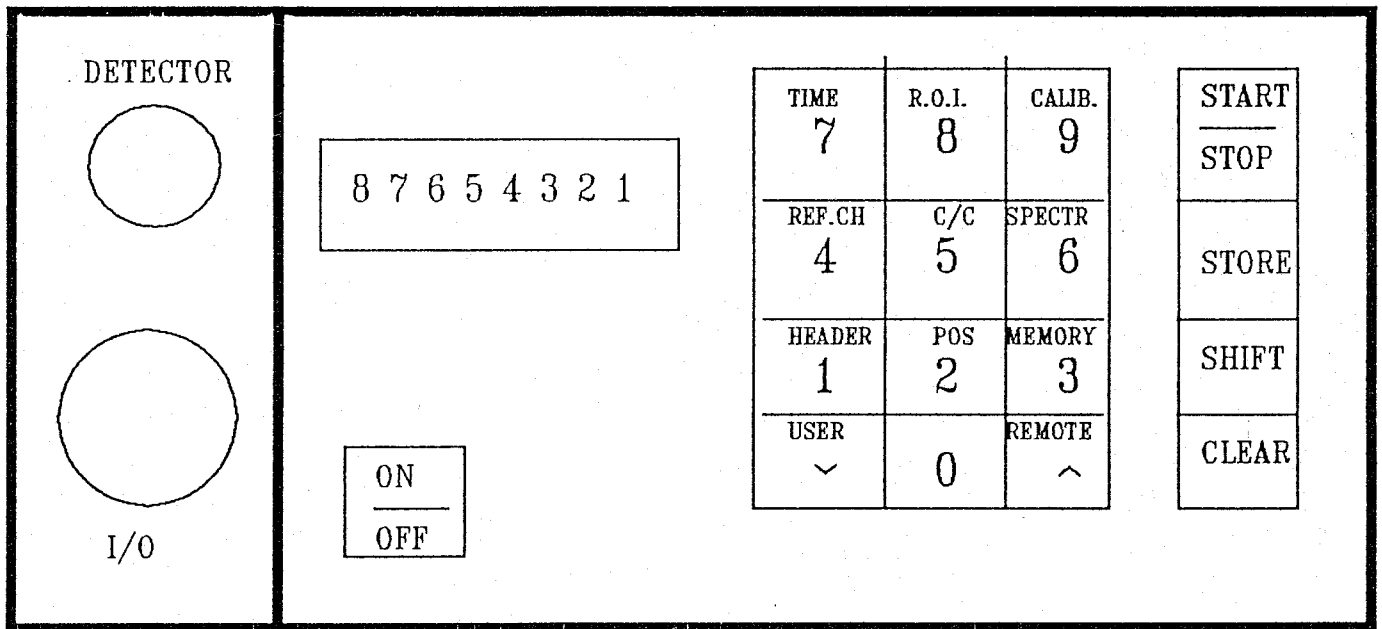 DETECTOR
I/O
8 7 6 5 4 3 2 1
ON
OFF
TIME R.O.I. CALIB.
7 8 9
REF.CH C/C SPECTR
4 5 6
HEADER POS MEMORY
1 2 3
USER REMOTE
0
START
STOP
STORE
SHIFT
CLEAR